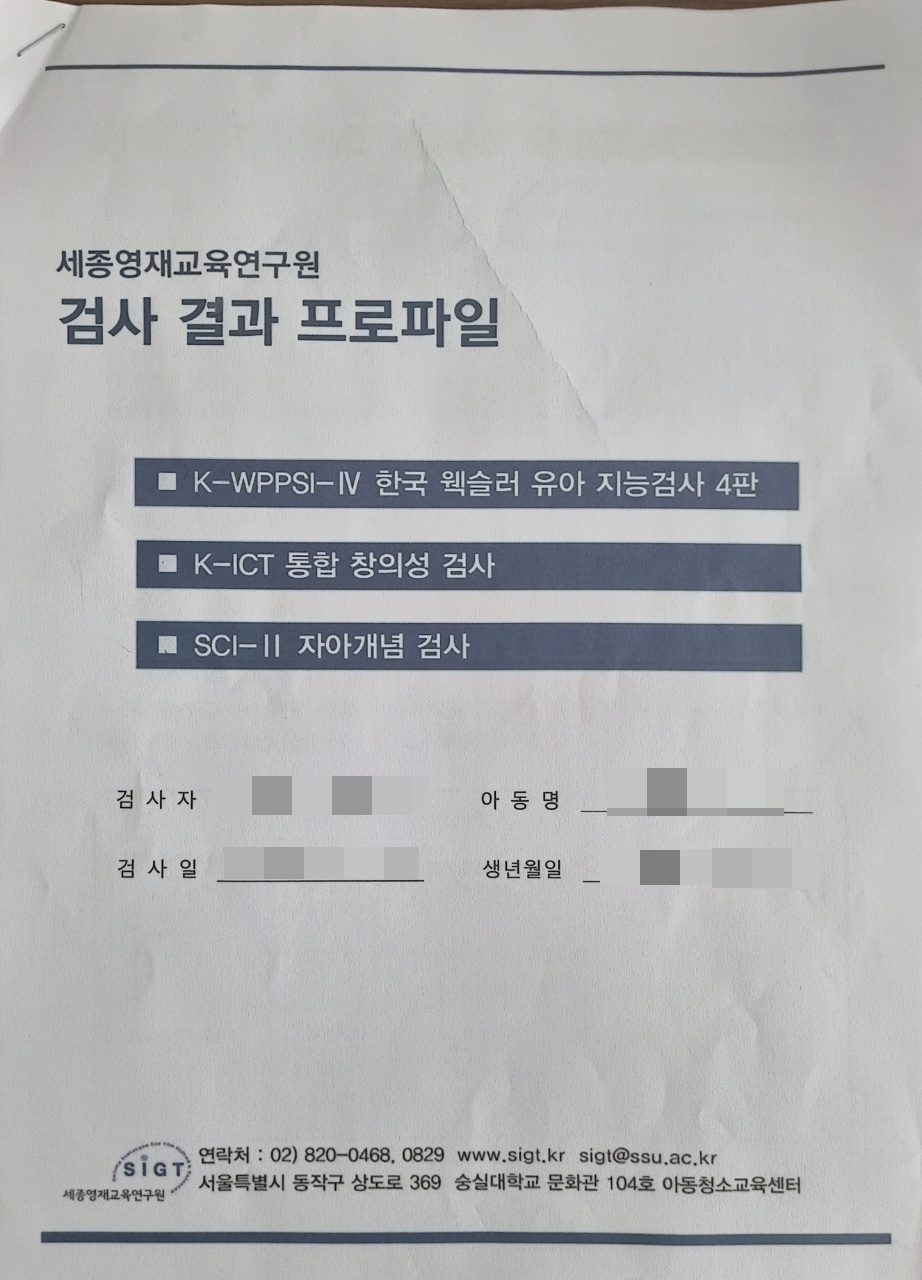 세종영재교육연구원
검사 결과 프로파일
■ K-WPPSI-Ⅳ 한국 웩슬러 유아 지능검사 4판
■ K-ICT 통합 창의성 검사
■ SCI-II 자아개념 검사
검 사 자 아 동 명
검 사 일 생년월일
SIGT
세종영재교육연구원
연락처 : 02) 820-0468, 0829 www.sigt.kr sigt@ssu.ac.kr
서울특별시 동작구 상도로 369 숭실대학교 문화관 104호 아동청소교육센터